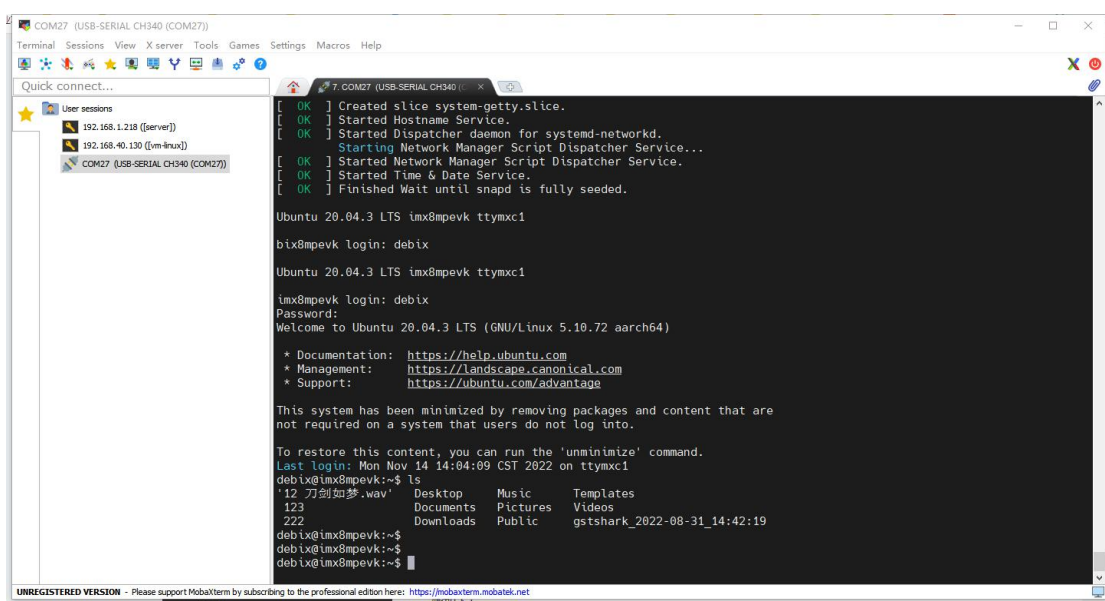 COM27 (USB-SERIAL CH340 (COM27))
Terminal Sessions View X server Tools Games Settings Macros Help
Quick connect...
7. COM27 (USB-SERIAL CH340 (C
User sessions
192.168.1.218 ([server])
192.168.40.130 ([vm-linux])
COM27 (USB-SERIAL CH340 (COM27))
[ OK ] Created slice system-getty.slice.
[ OK ] Started Hostname Service.
[ OK ] Started Dispatcher daemon for systemd-networkd.
Starting Network Manager Script Dispatcher Service...
[ OK ] Started Network Manager Script Dispatcher Service.
[ OK ] Started Time & Date Service.
[ OK ] Finished Wait until snapd is fully seeded.
Ubuntu 20.04.3 LTS imx8mpevk ttymxc1
bix8mpevk login: debix
Ubuntu 20.04.3 LTS imx8mpevk ttymxc1
imx8mpevk login: debix
Password:
Welcome to Ubuntu 20.04.3 LTS (GNU/Linux 5.10.72 aarch64)
* Documentation: https://help.ubuntu.com
* Management: https://landscape.canonical.com
* Support: https://ubuntu.com/advantage
This system has been minimized by removing packages and content that are
not required on a system that users do not log into.
To restore this content, you can run the 'unminimize' command.
Last login: Mon Nov 14 14:04:09 CST 2022 on ttymxc1
debix@imx8mpevk:~$ ls
'12 刀剑如梦.wav' Desktop Music Templates
123 Documents Pictures Videos
222 Downloads Public gstshark_2022-08-31_14:42:19
debix@imx8mpevk:~$
debix@imx8mpevk:~$
debix@imx8mpevk:~$
UNREGISTERED VERSION - Please support MobaXterm by subscribing to the professional edition here: https://mobaxterm.mobatek.net